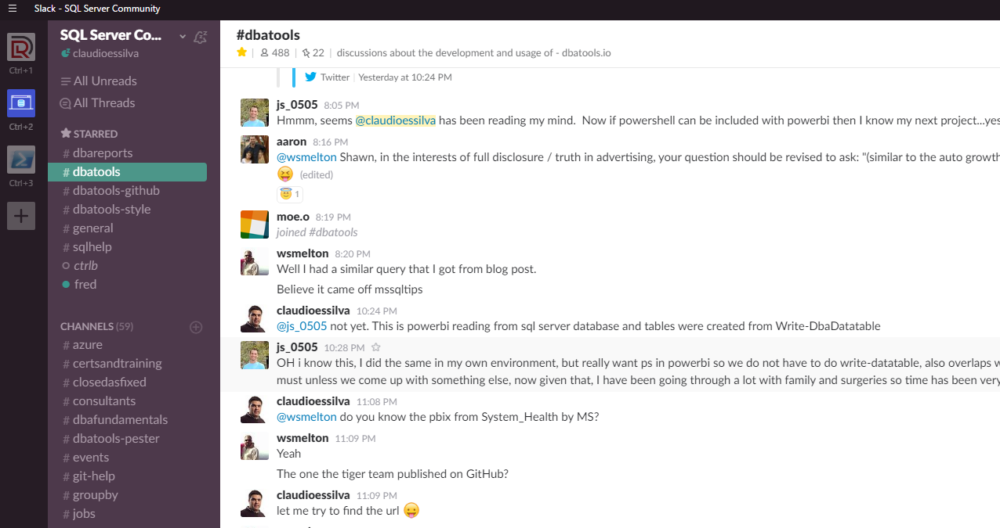 Slack - SQL Server Community
Ctrl+1
Ctrl+2
Ctrl+3
SQL Server Co...
claudioessilva
All Unreads
All Threads
STARRED
# dbareports
# dbatools
# dbatools-github
# dbatools-style
# general
# sqlhelp
ctrlb
fred
CHANNELS (59)
# azure
# certsandtraining
# closedasfixed
# consultants
# dbafundamentals
# dbatools-pester
# events
# git-help
# groupby
# jobs
#dbatools
488 | 22 | discussions about the development and usage of - dbatools.io
Twitter | Yesterday at 10:24 PM
js_0505 8:05 PM
Hmmm, seems @claudioessilva has been reading my mind. Now if powershell can be included with powerbi then I know my next project...yes
aaron 8:16 PM
@wsmelton Shawn, in the interests of full disclosure / truth in advertising, your question should be revised to ask: "(similar to the auto growth
(edited)
1
moe.o 8:19 PM
joined #dbatools
wsmelton 8:20 PM
Well I had a similar query that I got from blog post.
Believe it came off mssqltips
claudioessilva 10:24 PM
@js_0505 not yet. This is powerbi reading from sql server database and tables were created from Write-DbaDatatable
js_0505 10:28 PM
OH i know this, I did the same in my own environment, but really want ps in powerbi so we do not have to do write-datatable, also overlaps
must unless we come up with something else, now given that, I have been going through a lot with family and surgeries so time has been very
claudioessilva 11:08 PM
@wsmelton do you know the pbix from System_Health by MS?
wsmelton 11:09 PM
Yeah
The one the tiger team published on GitHub?
claudioessilva 11:09 PM
let me try to find the url